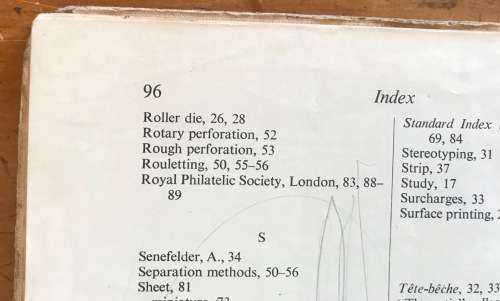 96
Index
Roller die, 26, 28
Rotary perforation, 52
Rough perforation, 53
Rouletting, 50, 55–56
Royal Philatelic Society, London, 83, 88–
89
S
Senefelder, A., 34
Separation methods, 50–56
Sheet, 81
Standard Index
69, 84
Stereotyping, 31
Strip, 37
Study, 17
Surcharges, 33
Surface printing,
Tête-bêche, 32, 33